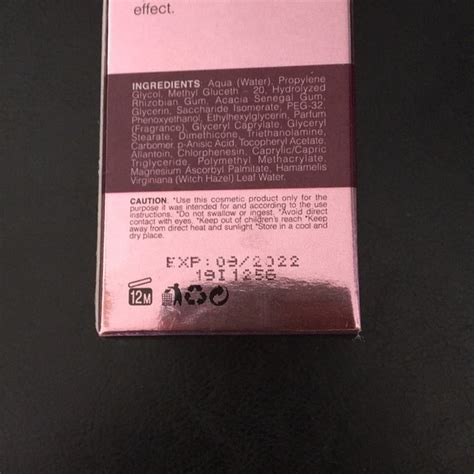 effect.
INGREDIENTS: Aqua (Water), Propylene
Glycol, Methyl Gluceth - 20, Hydrolyzed
Rhizobian Gum, Acacia Senegal Gum,
Glycerin, Saccharide Isomerate, PEG-32,
Phenoxyethanol, Ethylhexylglycerin, Parfum
(Fragrance), Glyceryl Caprylate, Glyceryl
Stearate, Dimethicone, Triethanolamine,
Carbomer, p-Anisic Acid, Tocopheryl Acetate,
Allantoin, Chlorphenesin, Caprylic/Capric
Triglyceride, Polymethyl Methacrylate,
Magnesium Ascorbyl Palmitate, Hamamelis
Virginiana (Witch Hazel) Leaf Water.
CAUTION: *Use this cosmetic product only for the
purpose it was intended for and according to the use
instructions. *Do not swallow or ingest. *Avoid direct
contact with eyes. *Keep out of children's reach *Keep
away from direct heat and sunlight *Store in a cool and
dry place.
EXP: 09/2022
19I1256
12M